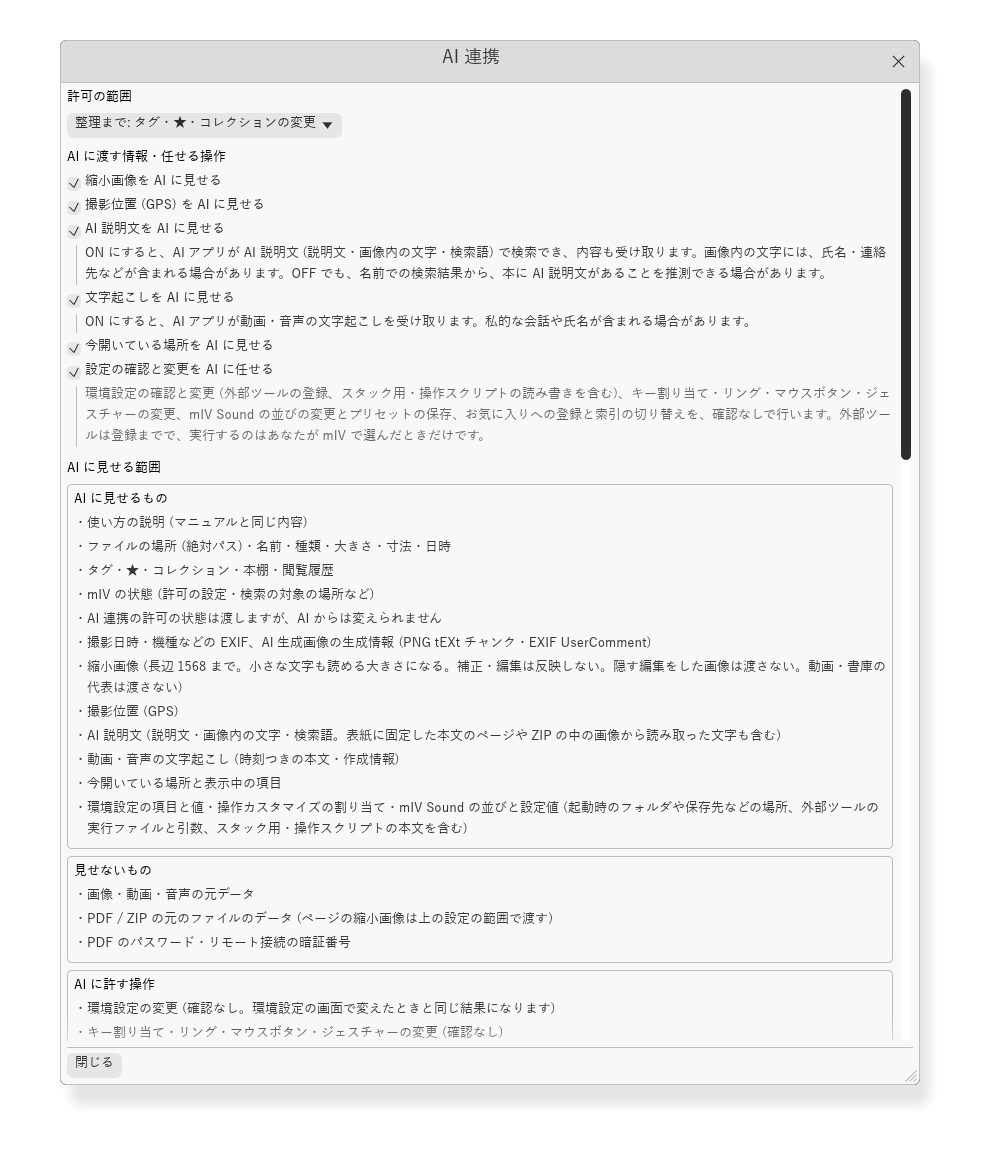 AI 連携
許可の範囲
整理まで: タグ・★・コレクションの変更
AI に渡す情報・任せる操作
縮小画像を AI に見せる
撮影位置 (GPS) を AI に見せる
AI 説明文を AI に見せる
ON にすると、AI アプリが AI 説明文 (説明文・画像内の文字・検索語) で検索でき、内容も受け取ります。画像内の文字には、氏名・連絡
先などが含まれる場合があります。OFF でも、名前での検索結果から、本に AI 説明文があることを推測できる場合があります。
文字起こしを AI に見せる
ON にすると、AI アプリが動画・音声の文字起こしを受け取ります。私的な会話や氏名が含まれる場合があります。
今開いている場所を AI に見せる
設定の確認と変更を AI に任せる
環境設定の確認と変更 (外部ツールの登録、スタック用・操作スクリプトの読み書きを含む)、キー割り当て・リング・マウスボタン・ジェ
スチャーの変更、mIV Sound の並びの変更とプリセットの保存、お気に入りへの登録と索引の切り替えを、確認なしで行います。外部ツー
ルは登録までで、実行するのはあなたが mIV で選んだときだけです。
AI に見せる範囲
AI に見せるもの
・使い方の説明 (マニュアルと同じ内容)
・ファイルの場所 (絶対パス)・名前・種類・大きさ・寸法・日時
・タグ・★・コレクション・本棚・閲覧履歴
・mIV の状態 (許可の設定・検索の対象の場所など)
・AI 連携の許可の状態は渡しますが、AI からは変えられません
・撮影日時・機種などの EXIF、AI 生成画像の生成情報 (PNG tEXt チャンク・EXIF UserComment)
・縮小画像 (長辺 1568 まで。小さな文字も読める大きさになる。補正・編集は反映しない。隠す編集をした画像は渡さない。動画・書庫の
代表は渡さない)
・撮影位置 (GPS)
・AI 説明文 (説明文・画像内の文字・検索語。表紙に固定した本文のページや ZIP の中の画像から読み取った文字も含む)
・動画・音声の文字起こし (時刻つきの本文・作成情報)
・今開いている場所と表示中の項目
・環境設定の項目と値・操作カスタマイズの割り当て・mIV Sound の並びと設定値 (起動時のフォルダや保存先などの場所、外部ツールの
実行ファイルと引数、スタック用・操作スクリプトの本文を含む)
見せないもの
・画像・動画・音声の元データ
・PDF / ZIP の元のファイルのデータ (ページの縮小画像は上の設定の範囲で渡す)
・PDF のパスワード・リモート接続の暗証番号
AI に許す操作
・環境設定の変更 (確認なし。環境設定の画面で変えたときと同じ結果になります)
・キー割り当て・リング・マウスボタン・ジェスチャーの変更 (確認なし)
閉じる